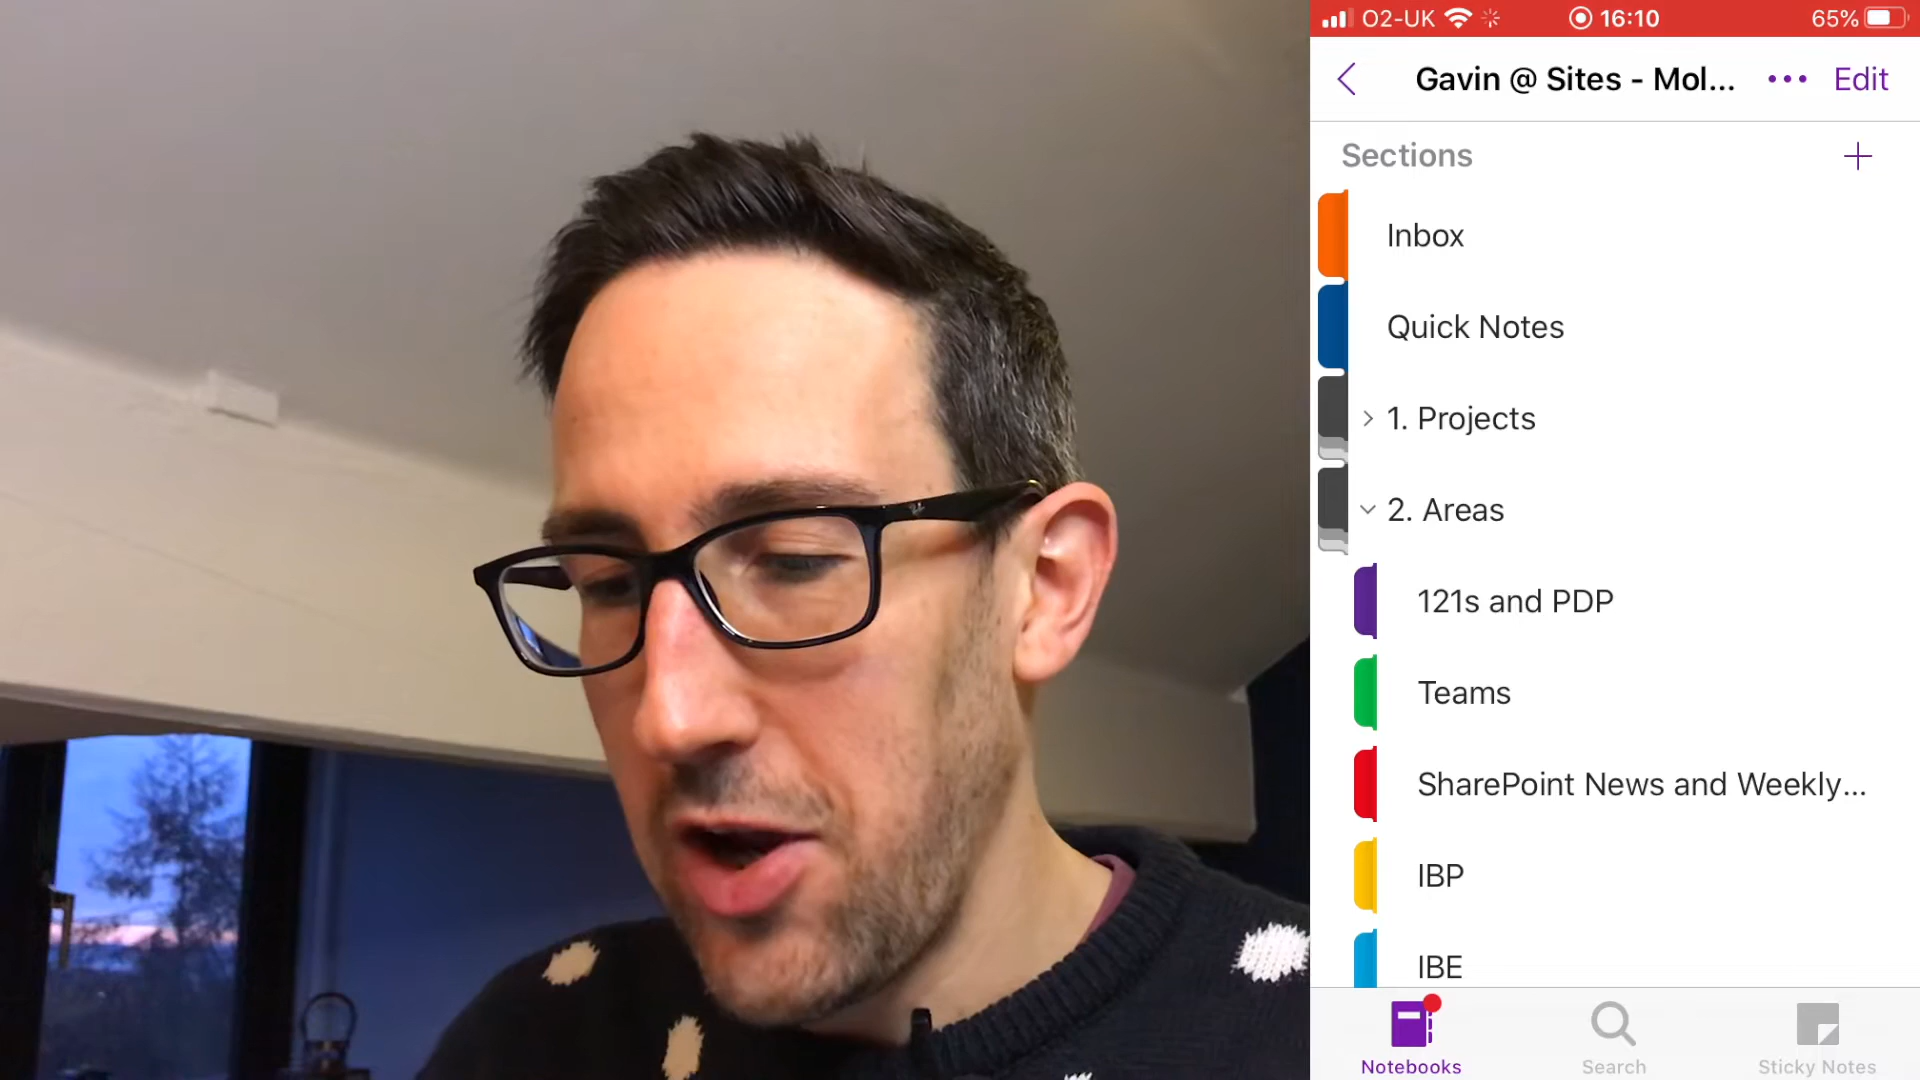 O2-UK 16:10 65%
Gavin @ Sites - Mol... Edit
Sections
Inbox
Quick Notes
1. Projects
2. Areas
121s and PDP
Teams
SharePoint News and Weekly...
IBP
IBE
Notebooks Search Sticky Notes